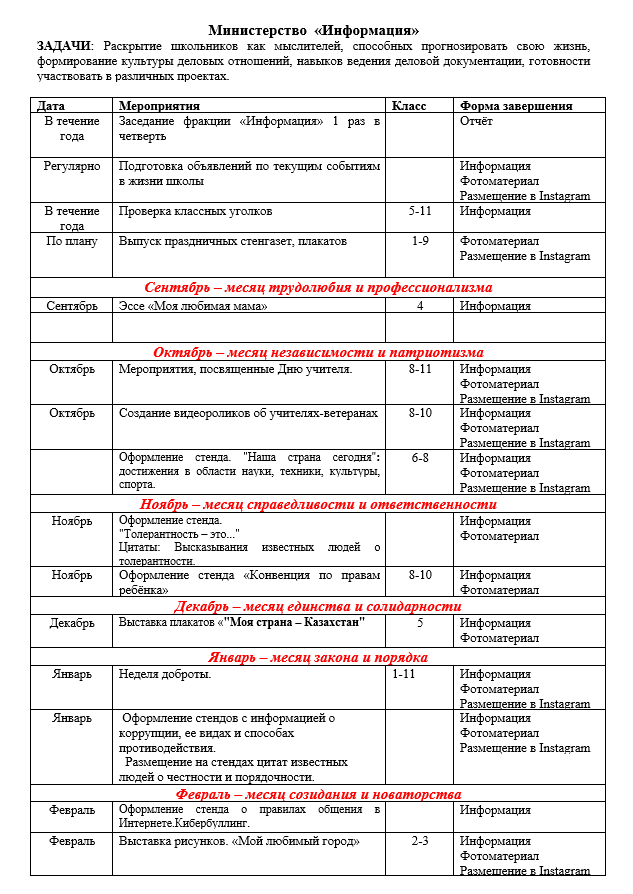 Министерство «Информация»
ЗАДАЧИ: Раскрытие школьников как мыслителей, способных прогнозировать свою жизнь,
формирование культуры деловых отношений, навыков ведения деловой документации, готовности
участвовать в различных проектах.
Дата Мероприятия Класс Форма завершения
В течение Заседание фракции «Информация» 1 раз в Отчёт
года четверть
Регулярно Подготовка объявлений по текущим событиям Информация
в жизни школы Фотоматериал
Размещение в Instagram
В течение Проверка классных уголков 5-11 Информация
года
По плану Выпуск праздничных стенгазет, плакатов 1-9 Фотоматериал
Размещение в Instagram
Сентябрь – месяц трудолюбия и профессионализма
Сентябрь Эссе «Моя любимая мама» 4 Информация
Октябрь – месяц независимости и патриотизма
Октябрь Мероприятия, посвященные Дню учителя. 8-11 Информация
Фотоматериал
Размещение в Instagram
Октябрь Создание видеороликов об учителях-ветеранах 8-10 Информация
Фотоматериал
Размещение в Instagram
Оформление стенда. "Наша страна сегодня": 6-8 Информация
достижения в области науки, техники, культуры, Фотоматериал
спорта. Размещение в Instagram
Ноябрь – месяц справедливости и ответственности
Ноябрь Оформление стенда. Информация
"Толерантность – это..." Фотоматериал
Цитаты: Высказывания известных людей о
толерантности.
Ноябрь Оформление стенда «Конвенция по правам 8-10 Информация
ребёнка» Фотоматериал
Декабрь – месяц единства и солидарности
Декабрь Выставка плакатов «"Моя страна – Казахстан" 5 Информация
Фотоматериал
Январь – месяц закона и порядка
Январь Неделя доброты. 1-11 Информация
Фотоматериал
Размещение в Instagram
Январь Оформление стендов с информацией о Информация
коррупции, ее видах и способах Фотоматериал
противодействия. Размещение в Instagram
Размещение на стендах цитат известных
людей о честности и порядочности.
Февраль – месяц созидания и новаторства
Февраль Оформление стенда о правилах общения в Информация
Интернете.Кибербуллинг.
Февраль Выставка рисунков. «Мой любимый город» 2-3 Информация
Фотоматериал
Размещение в Instagram